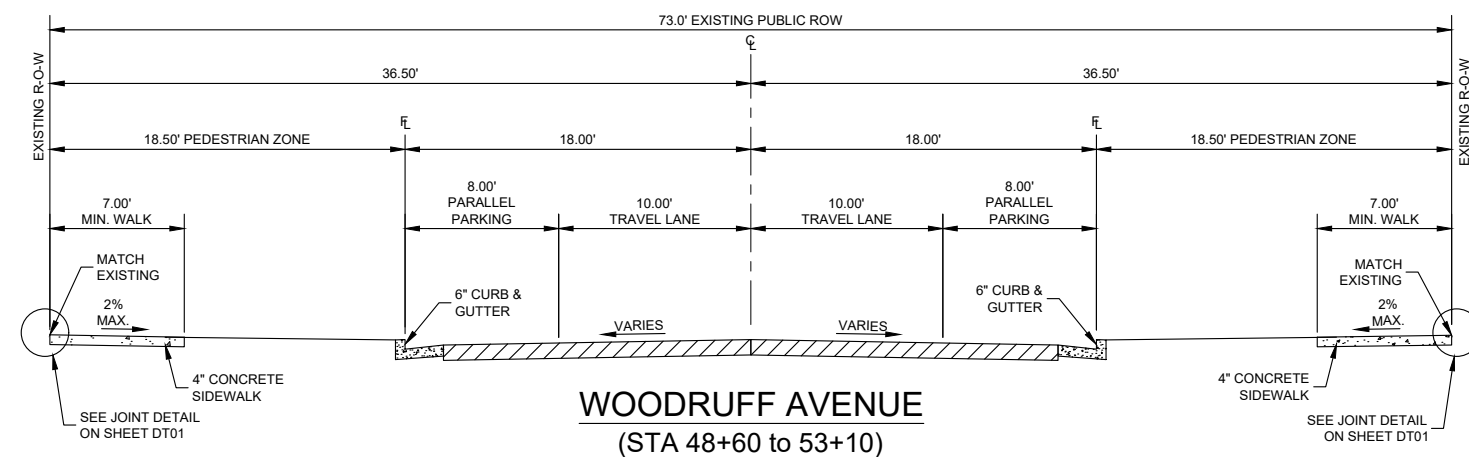 73.0' EXISTING PUBLIC ROW
CL
36.50'
36.50'
EXISTING R-O-W
EXISTING R-O-W
FL
FL
18.50' PEDESTRIAN ZONE
18.00'
18.00'
18.50' PEDESTRIAN ZONE
7.00'
MIN. WALK
8.00'
PARALLEL
PARKING
10.00'
TRAVEL LANE
10.00'
TRAVEL LANE
8.00'
PARALLEL
PARKING
7.00'
MIN. WALK
MATCH
EXISTING
2%
MAX.
6" CURB &
GUTTER
VARIES
VARIES
6" CURB &
GUTTER
MATCH
EXISTING
2%
MAX.
4" CONCRETE
SIDEWALK
SEE JOINT DETAIL
ON SHEET DT01
4" CONCRETE
SIDEWALK
SEE JOINT DETAIL
ON SHEET DT01
WOODRUFF AVENUE
(STA 48+60 to 53+10)